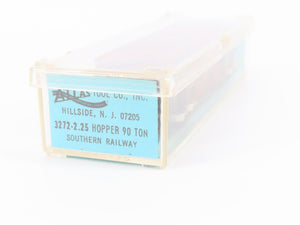 ATLAS TOOL CO., INC.
HILLSIDE, N. J. 07205
3272-2.25 HOPPER 90 TON
SOUTHERN RAILWAY